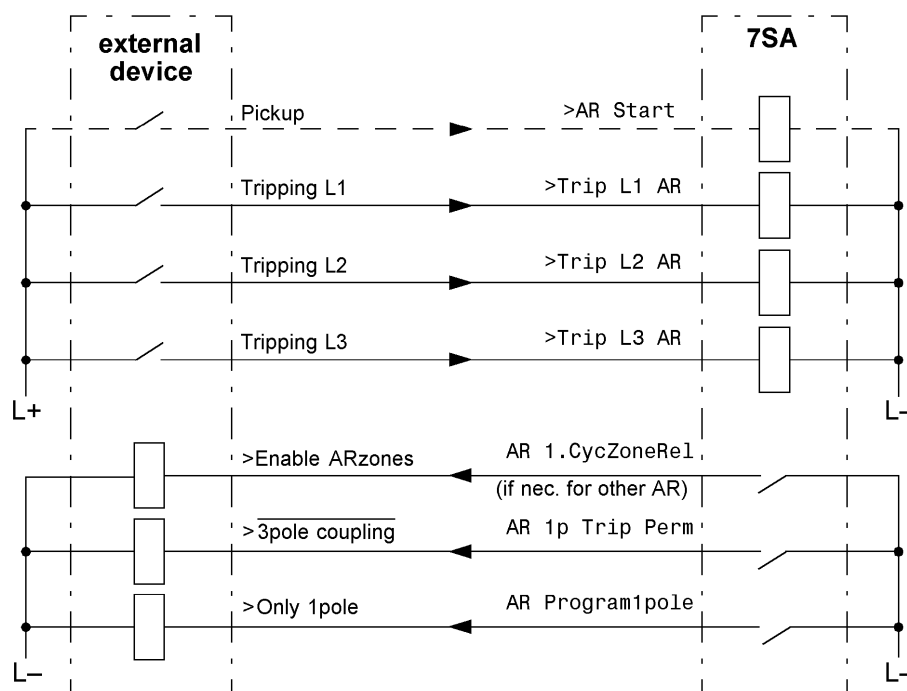 external
device
7SA
Pickup
>AR Start
Tripping L1
>Trip L1 AR
Tripping L2
>Trip L2 AR
Tripping L3
>Trip L3 AR
L+
L–
>Enable ARzones
AR 1.CycZoneRel
(if nec. for other AR)
>3pole coupling
AR 1p Trip Perm
>Only 1pole
AR Program1pole
L–
L–